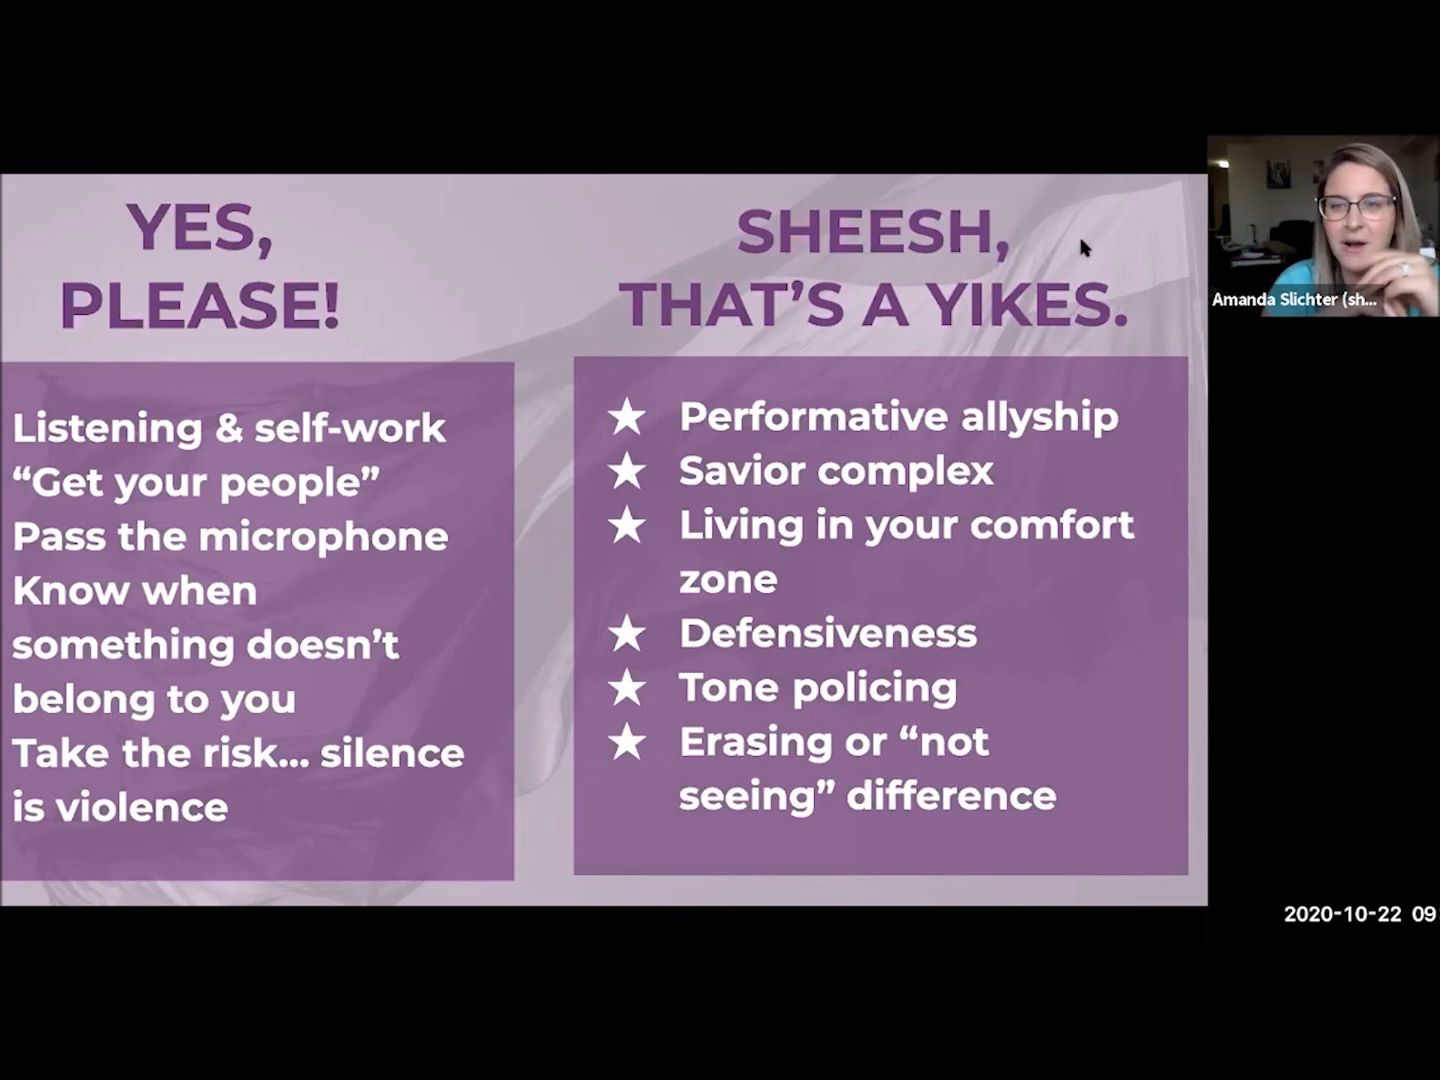 YES,
PLEASE!
Listening & self-work
“Get your people”
Pass the microphone
Know when
something doesn’t
belong to you
Take the risk... silence
is violence
SHEESH,
THAT’S A YIKES.
★ Performative allyship
★ Savior complex
★ Living in your comfort
zone
★ Defensiveness
★ Tone policing
★ Erasing or “not
seeing” difference
Amanda Slichter (sh...
2020-10-22 09